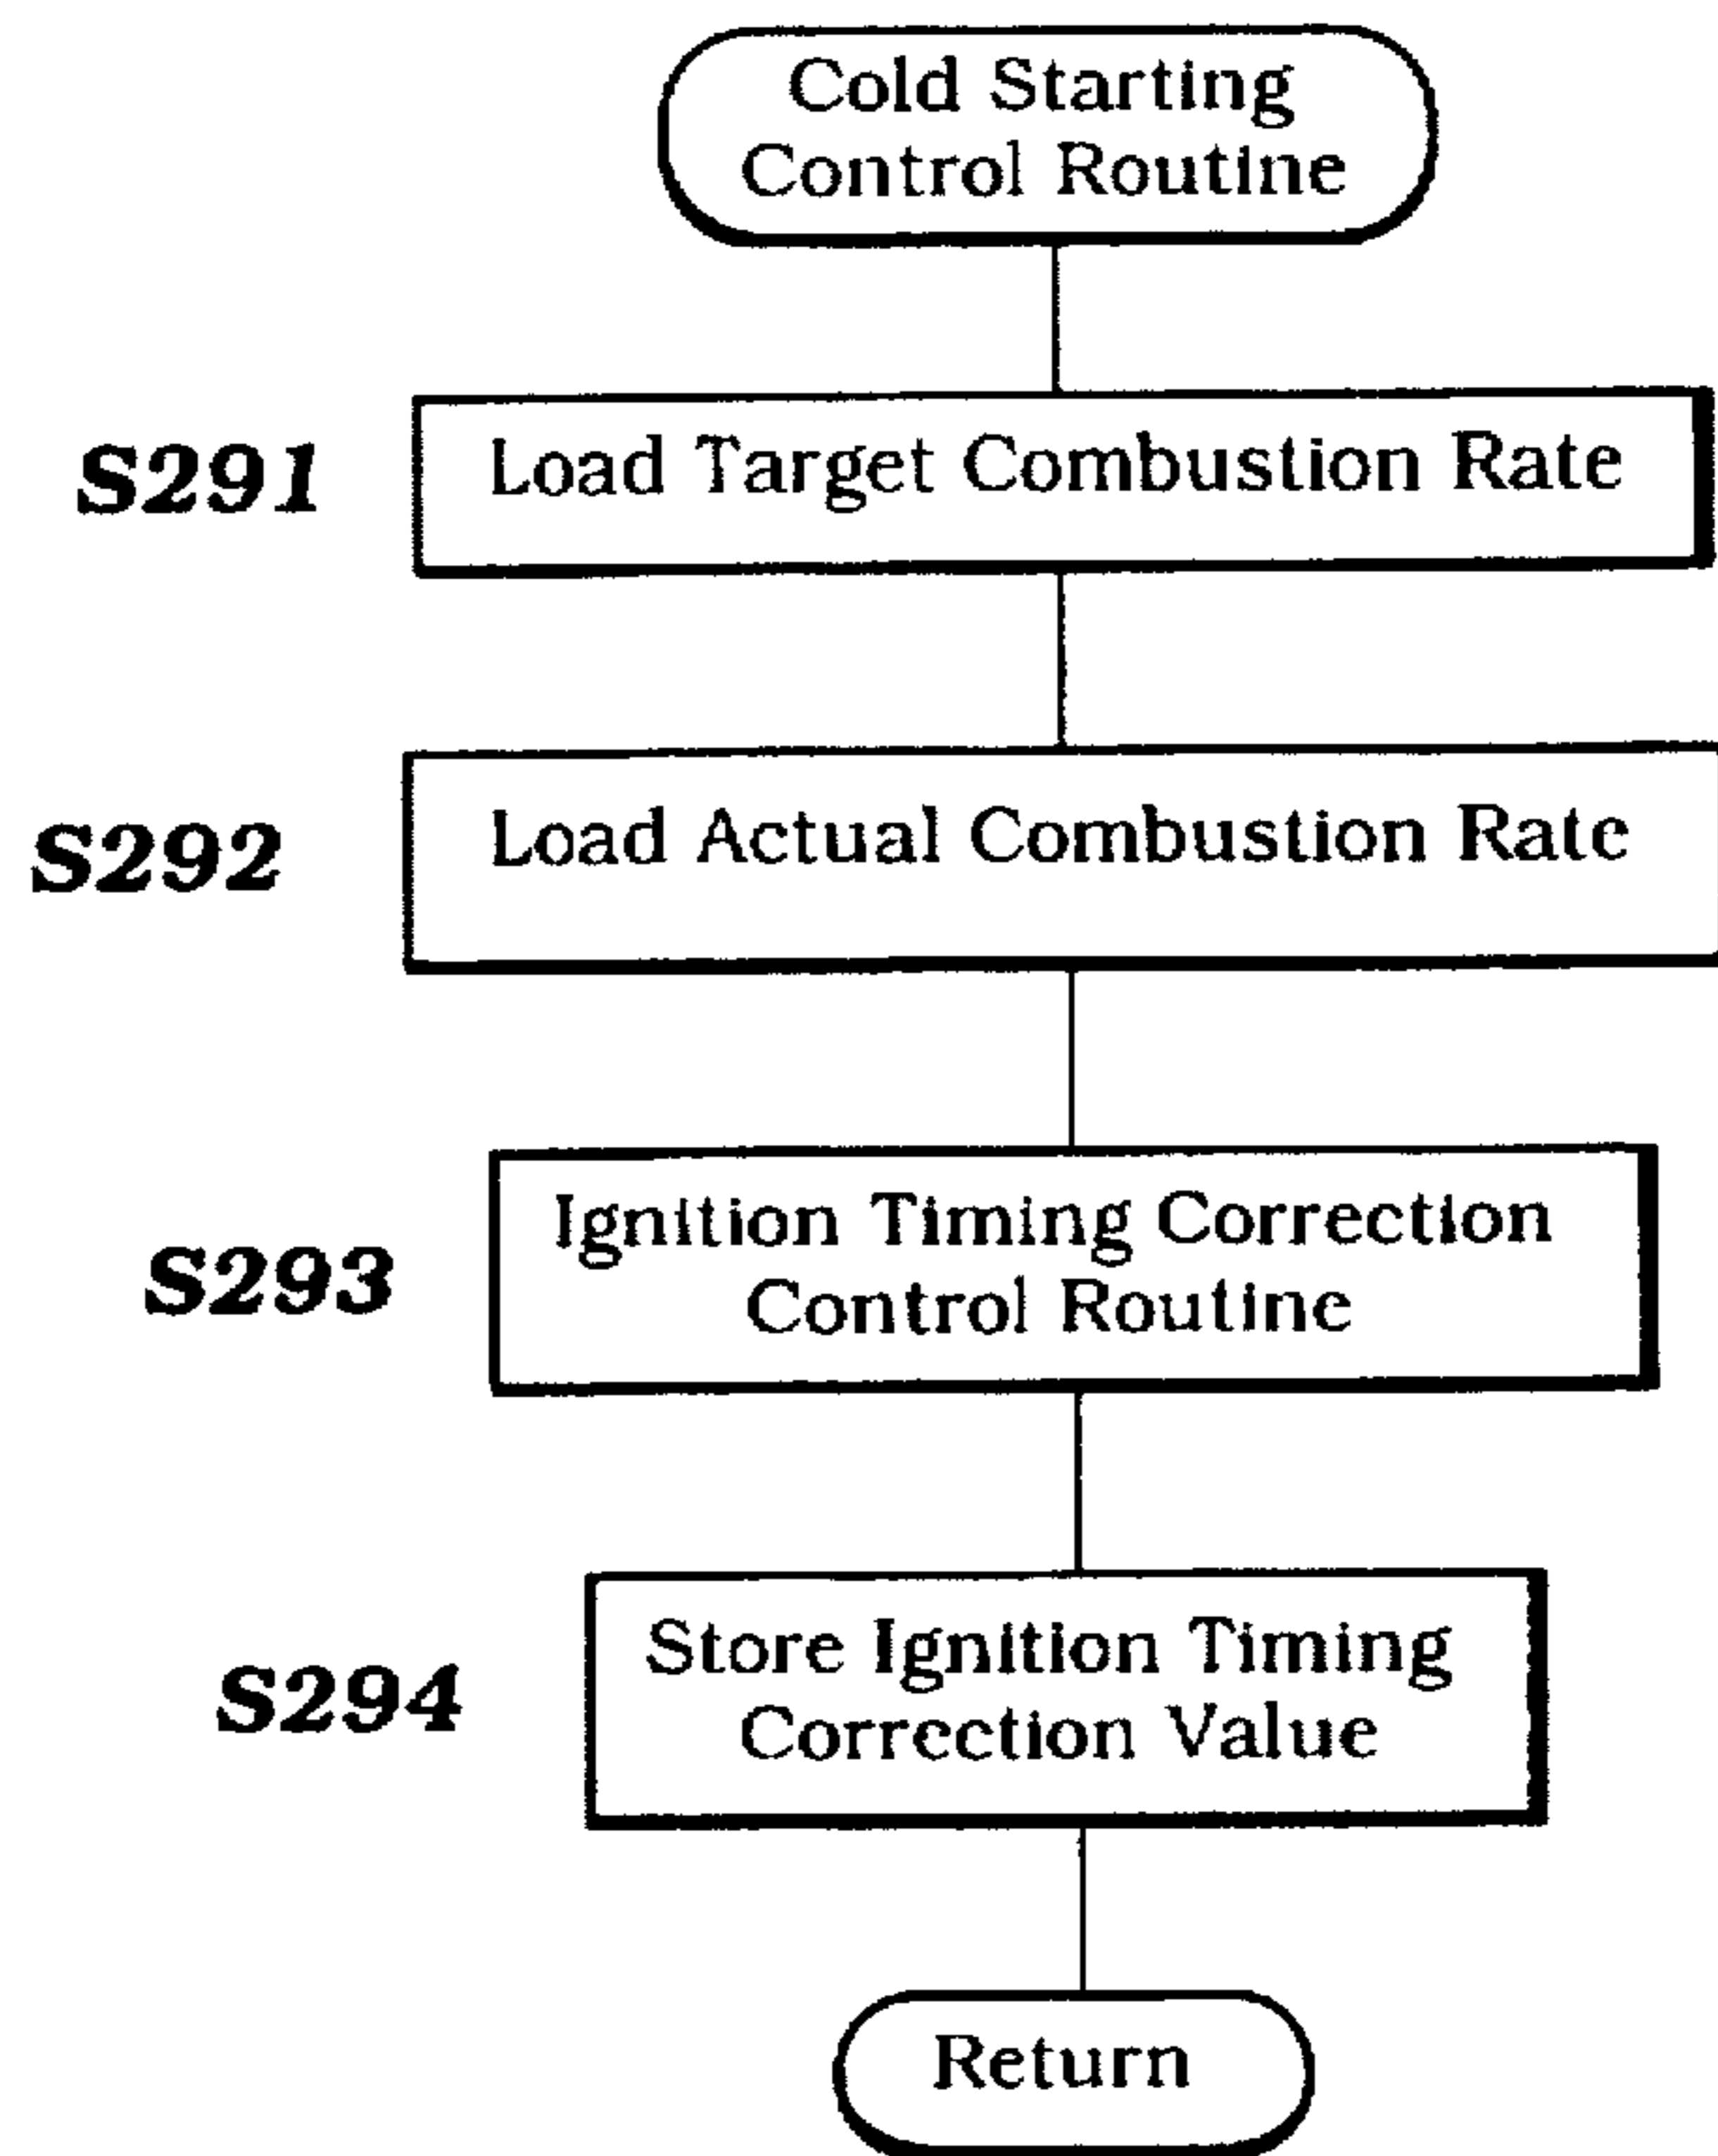 Cold Starting
Control Routine
S291
Load Target Combustion Rate
S292
Load Actual Combustion Rate
S293
Ignition Timing Correction
Control Routine
S294
Store Ignition Timing
Correction Value
Return